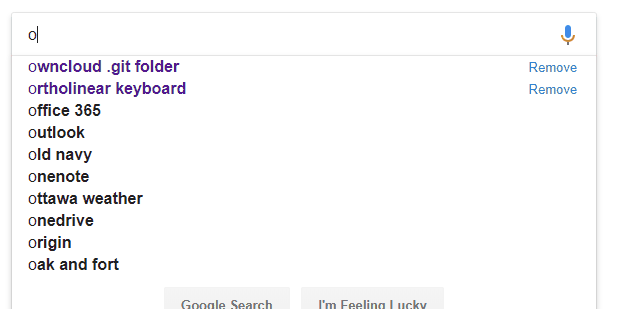 o
owncloud .git folder Remove
ortholinear keyboard Remove
office 365
outlook
old navy
onenote
ottawa weather
onedrive
origin
oak and fort
Google Search I'm Feeling Lucky